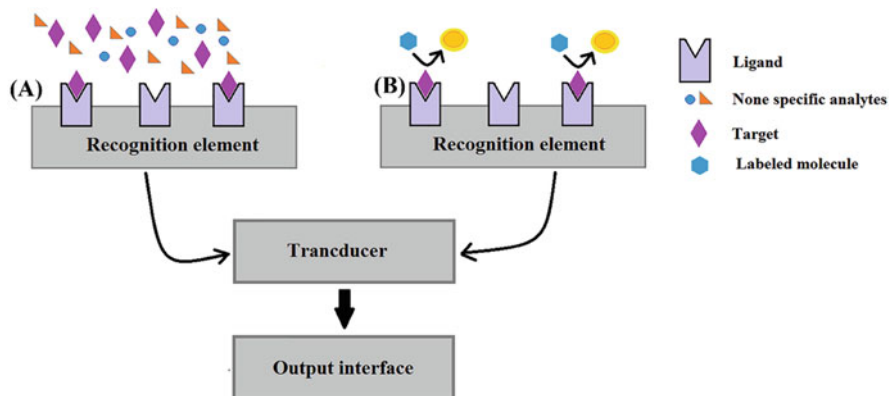 (A)
Recognition element
(B)
Recognition element
Ligand
None specific analytes
Target
Labeled molecule
Trancducer
Output interface